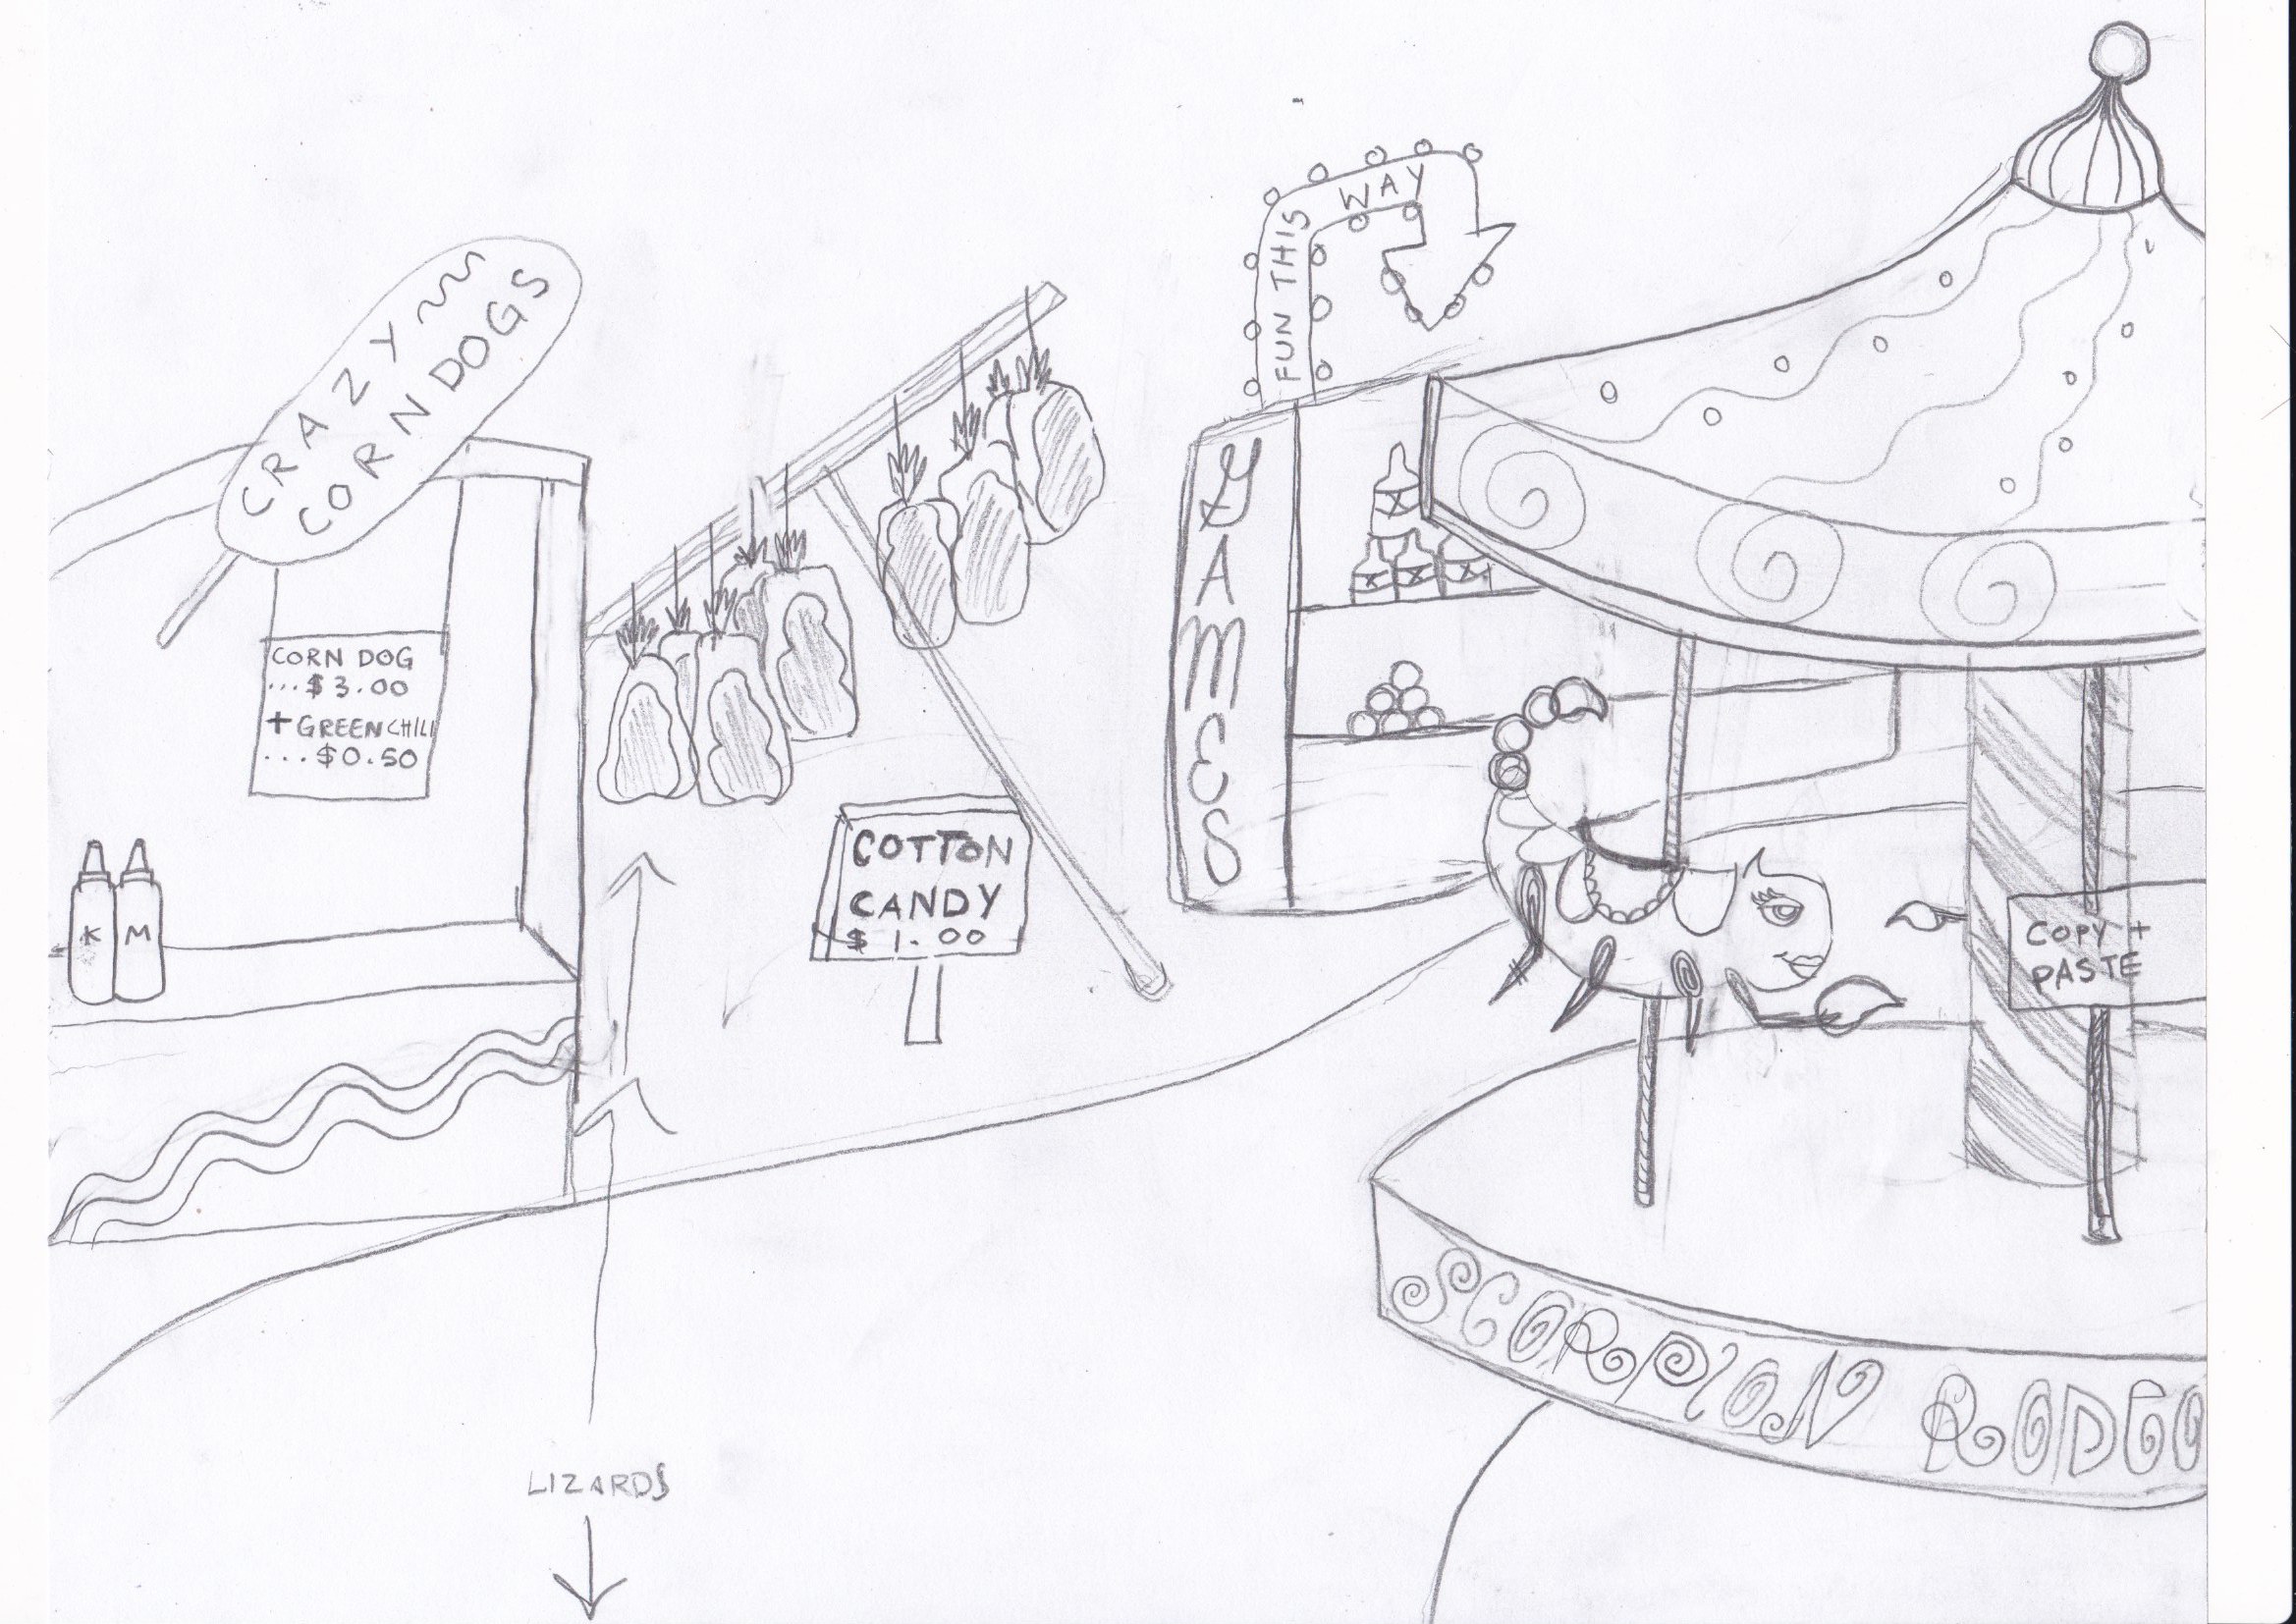 CRAZY
CORN DOGS
CORN DOG
...$3.00
+GREEN CHILI
...$0.50
K M
COTTON
CANDY
$1.00
FUN THIS WAY
GAMES
COPY +
PASTE
SCORPION RODEO
LIZARDS